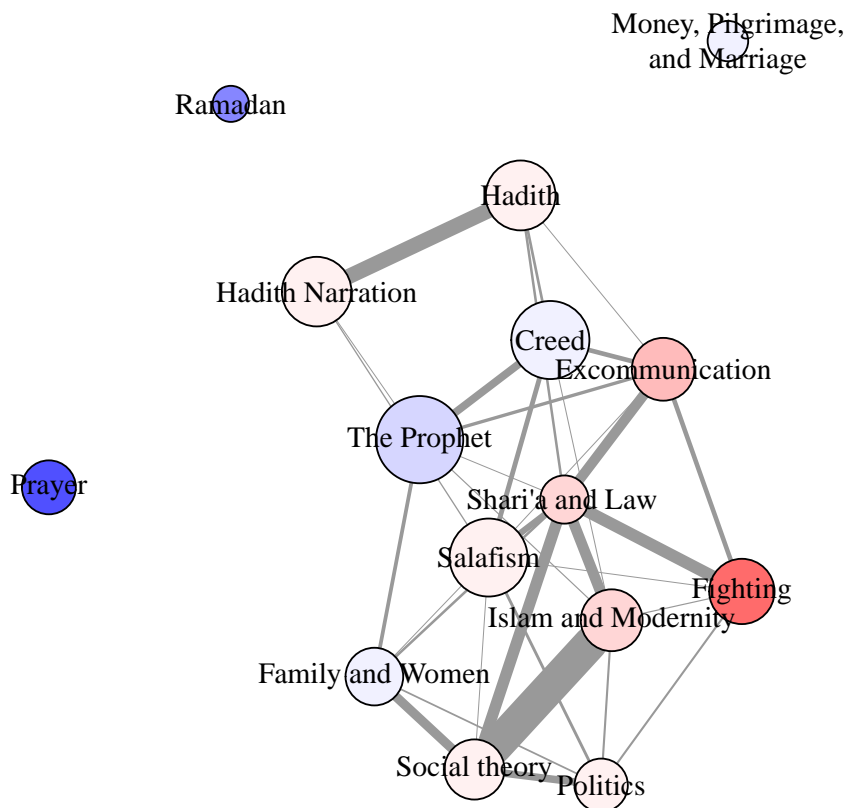 Money, Pilgrimage,
and Marriage
Ramadan
Hadith
Hadith Narration
Creed
Excommunication
The Prophet
Prayer
Shari'a and Law
Salafism
Fighting
Islam and Modernity
Family and Women
Social theory
Politics